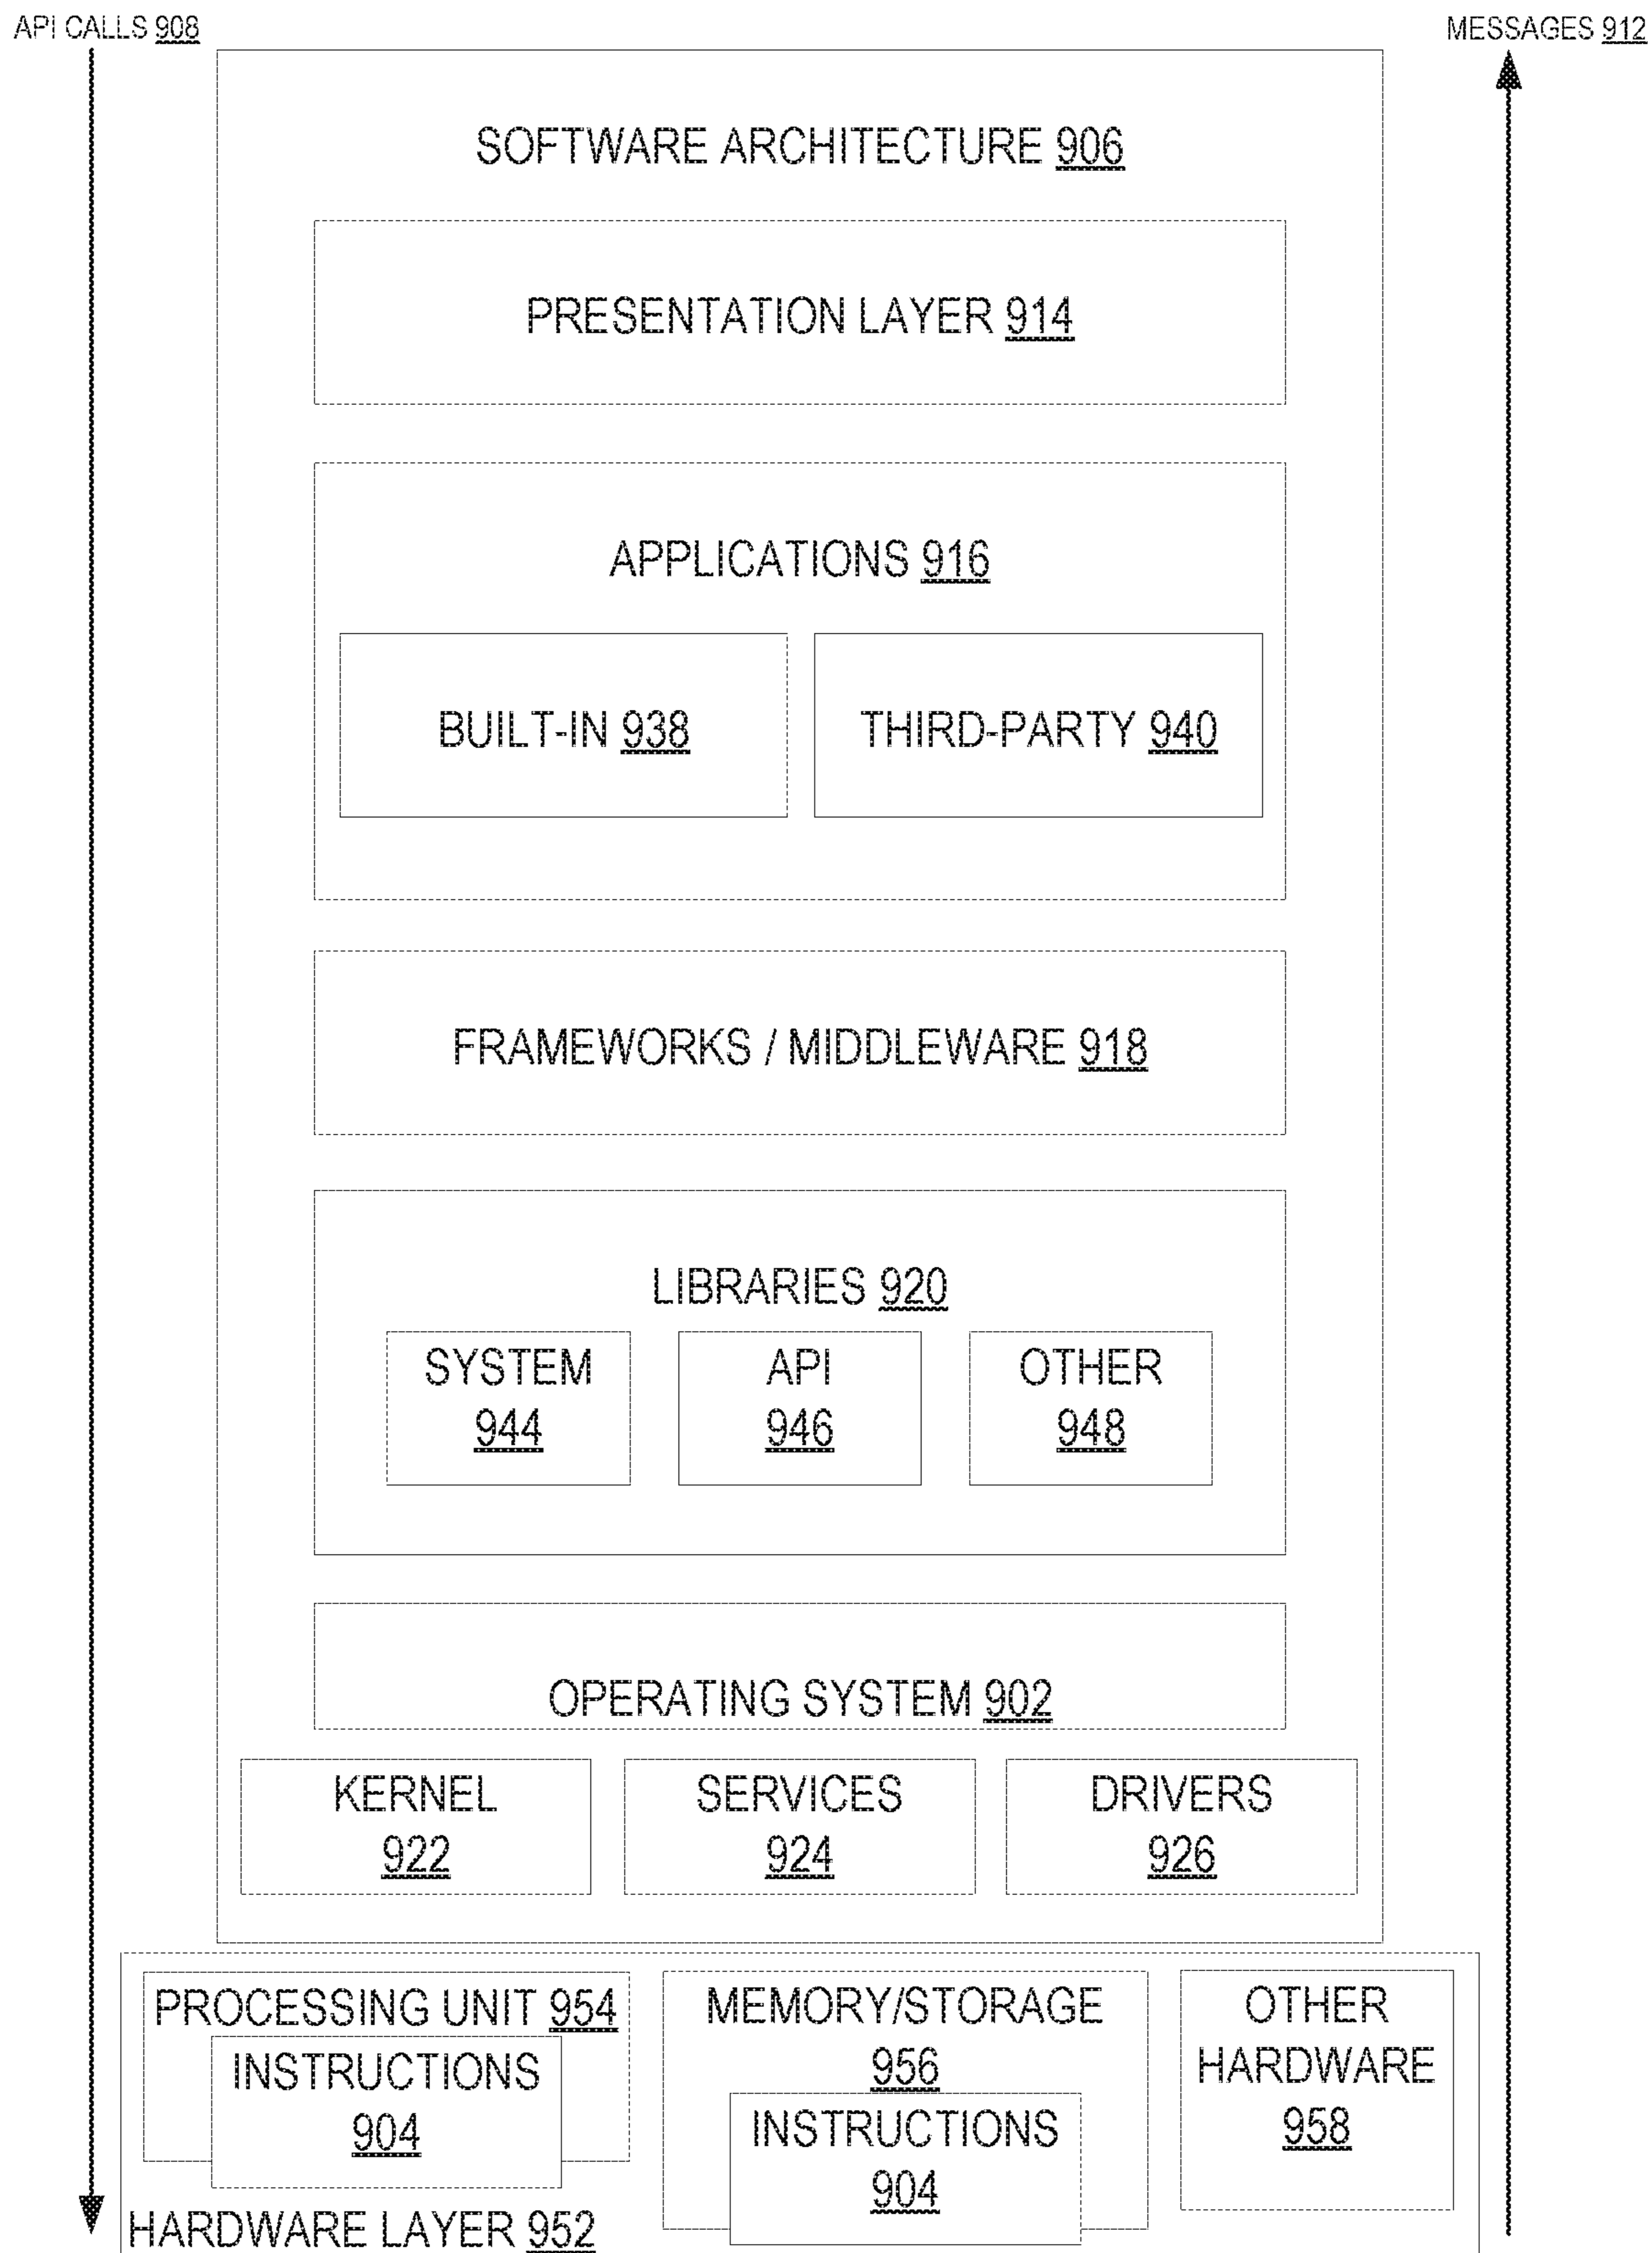 API CALLS 908
MESSAGES 912
SOFTWARE ARCHITECTURE 906
PRESENTATION LAYER 914
APPLICATIONS 916
BUILT-IN 938
THIRD-PARTY 940
FRAMEWORKS / MIDDLEWARE 918
LIBRARIES 920
SYSTEM
944
API
946
OTHER
948
OPERATING SYSTEM 902
KERNEL
922
SERVICES
924
DRIVERS
926
PROCESSING UNIT 954
INSTRUCTIONS
904
MEMORY/STORAGE
956
INSTRUCTIONS
904
OTHER
HARDWARE
958
HARDWARE LAYER 952